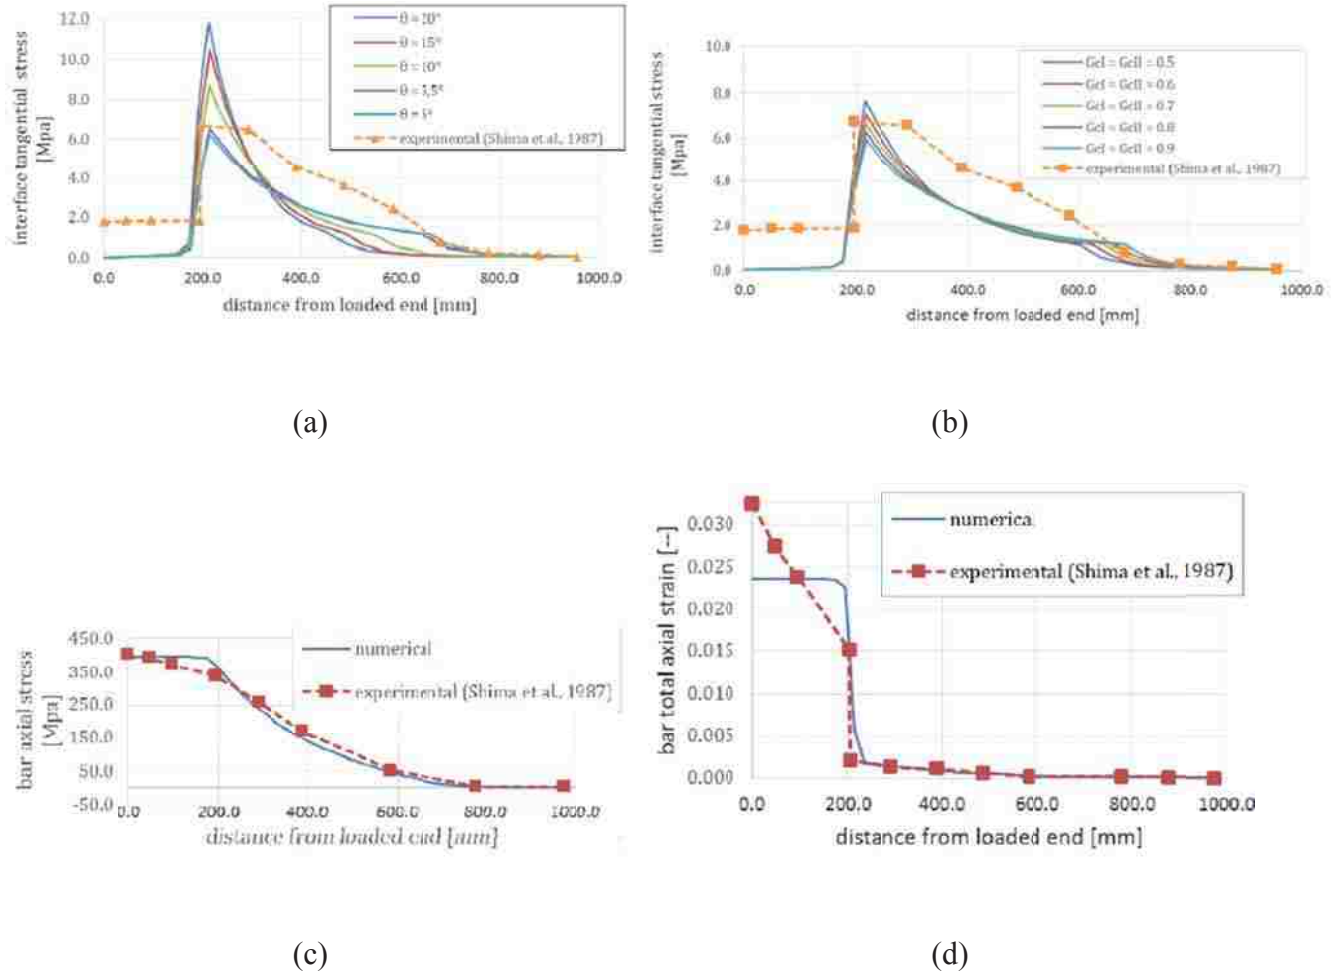 12.0
10.0
8.0
6.0
4.0
2.0
0.0
interface tangential stress
[Mpa]
0.0 200.0 400.0 600.0 800.0 1000.0
distance from loaded end [mm]
θ = 20°
θ = 15°
θ = 10°
θ = 5°
experimental (Shima et al., 1987)
(a)
10.0
8.0
6.0
4.0
2.0
0.0
interface tangential stress
[Mpa]
0.0 200.0 400.0 600.0 800.0 1000.0
distance from loaded end [mm]
GcI = GcII = 0.5
GcI = GcII = 0.6
GcI = GcII = 0.7
GcI = GcII = 0.8
GcI = GcII = 0.9
experimental (Shima et al., 1987)
(b)
450.0
350.0
250.0
150.0
50.0
-50.0
bar axial stress
[Mpa]
0.0 200.0 400.0 600.0 800.0 1000.0
distance from loaded end [mm]
numerical
experimental (Shima et al., 1987)
(c)
0.030
0.025
0.020
0.015
0.010
0.005
0.000
bar total axial strain [--]
0.0 200.0 400.0 600.0 800.0 1000.0
distance from loaded end [mm]
numerica
experimental (Shima et al., 1987)
(d)